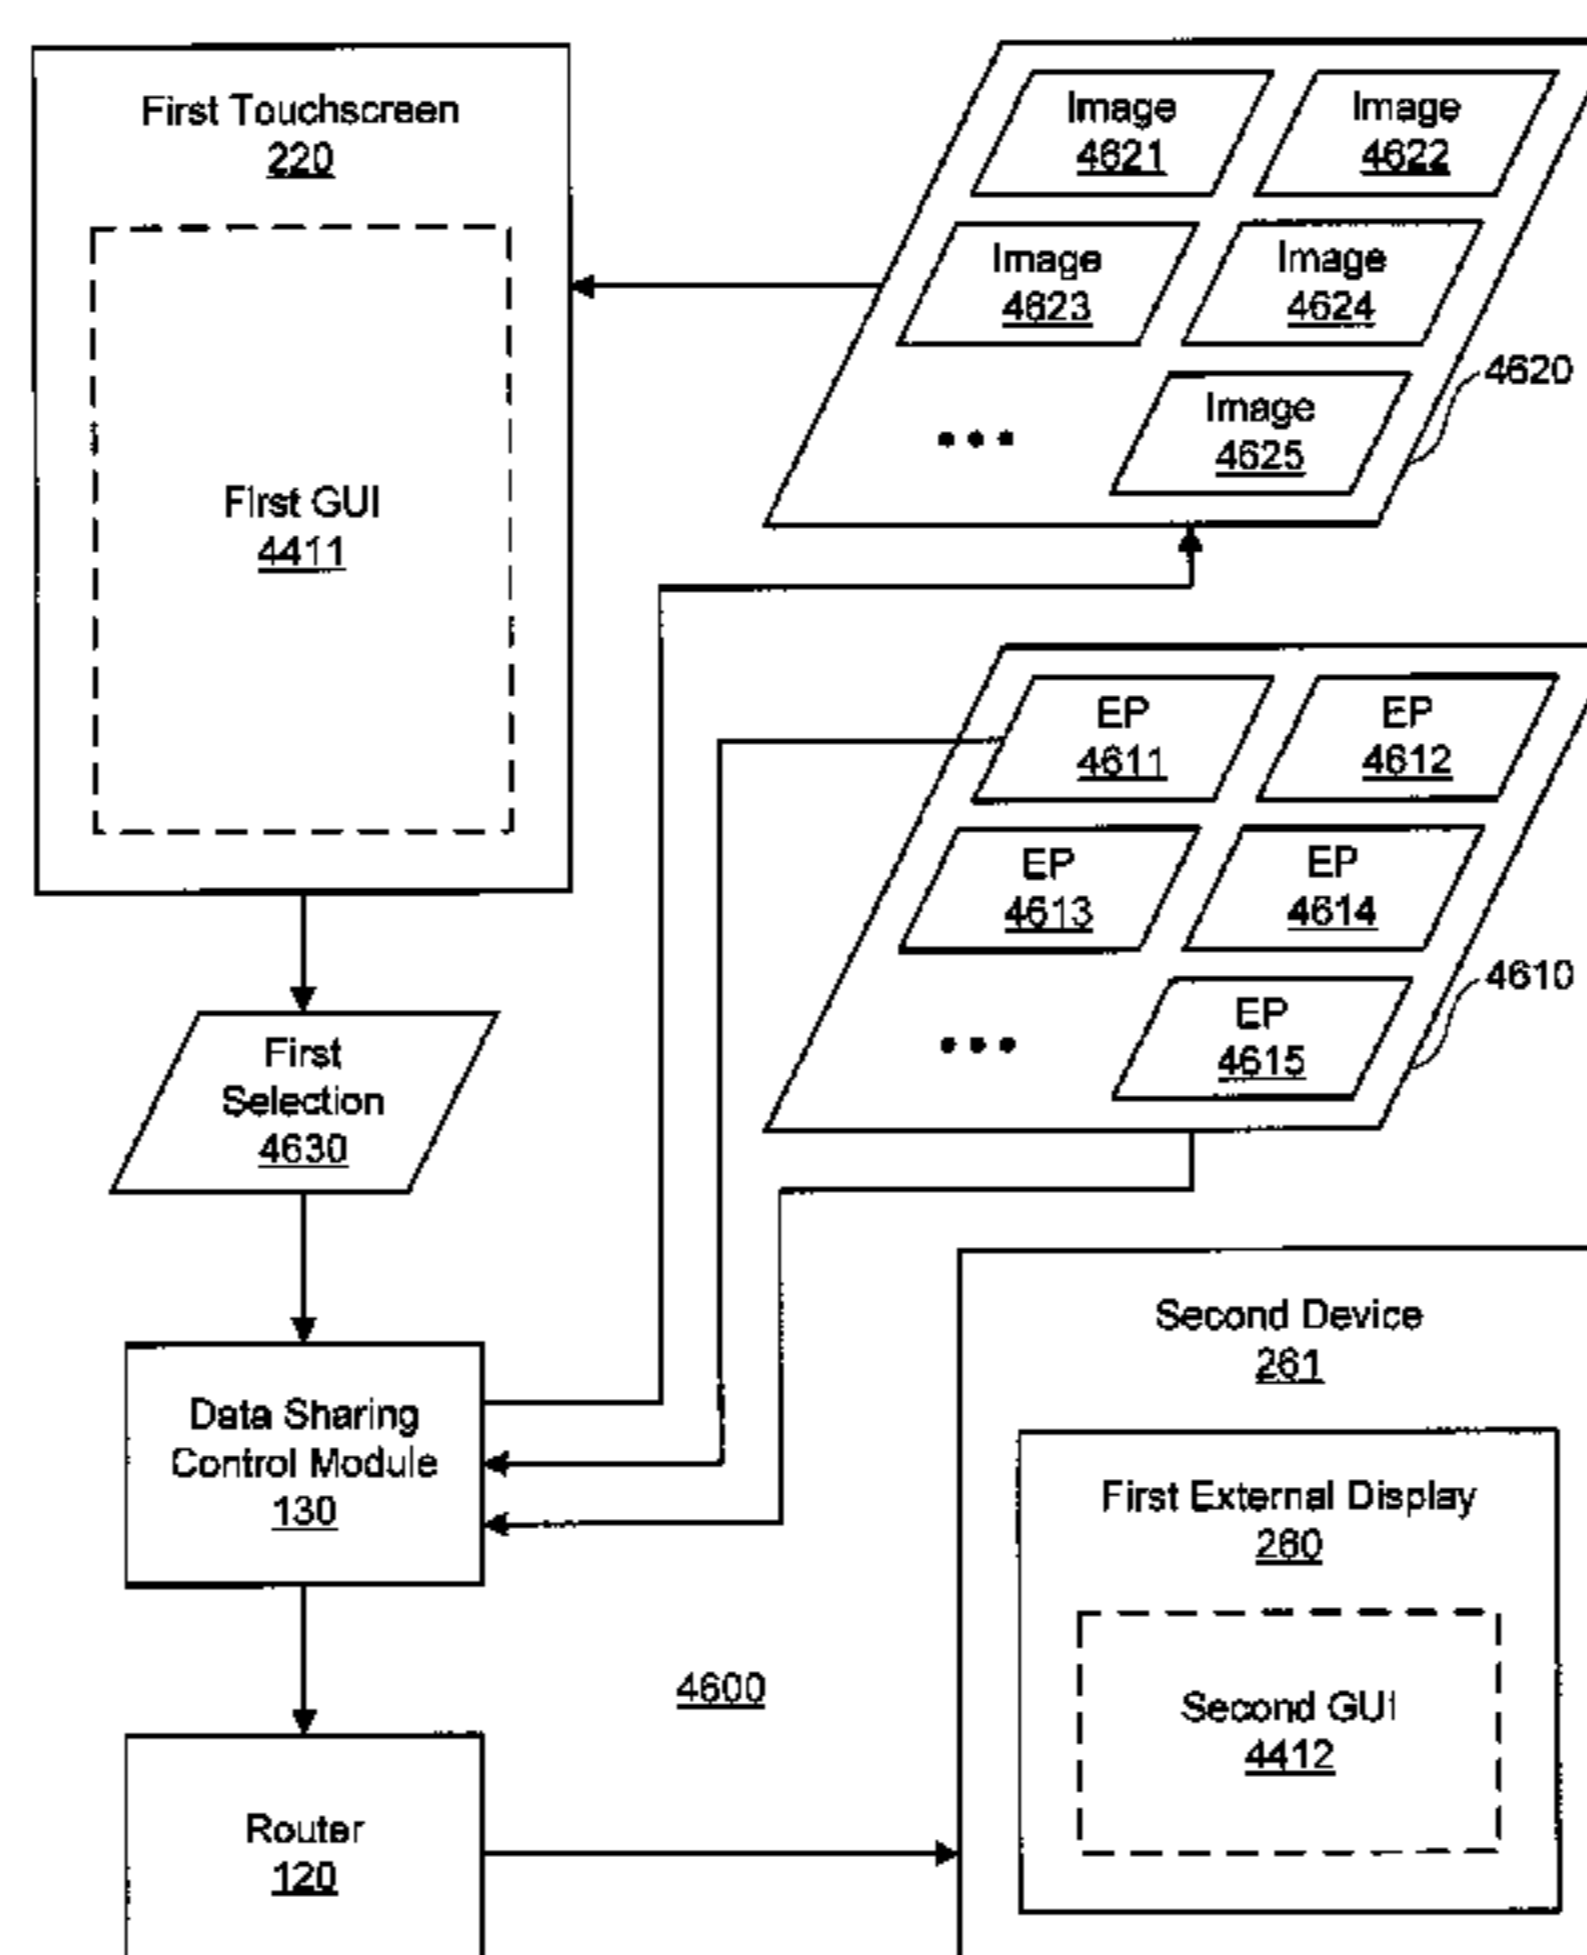 First Touchscreen
220
First GUI
4411
Image
4621
Image
4622
Image
4623
Image
4624
Image
4625
4620
EP
4611
EP
4612
EP
4613
EP
4614
EP
4615
4610
First
Selection
4630
Data Sharing
Control Module
130
Router
120
4600
Second Device
261
First External Display
260
Second GUI
4412